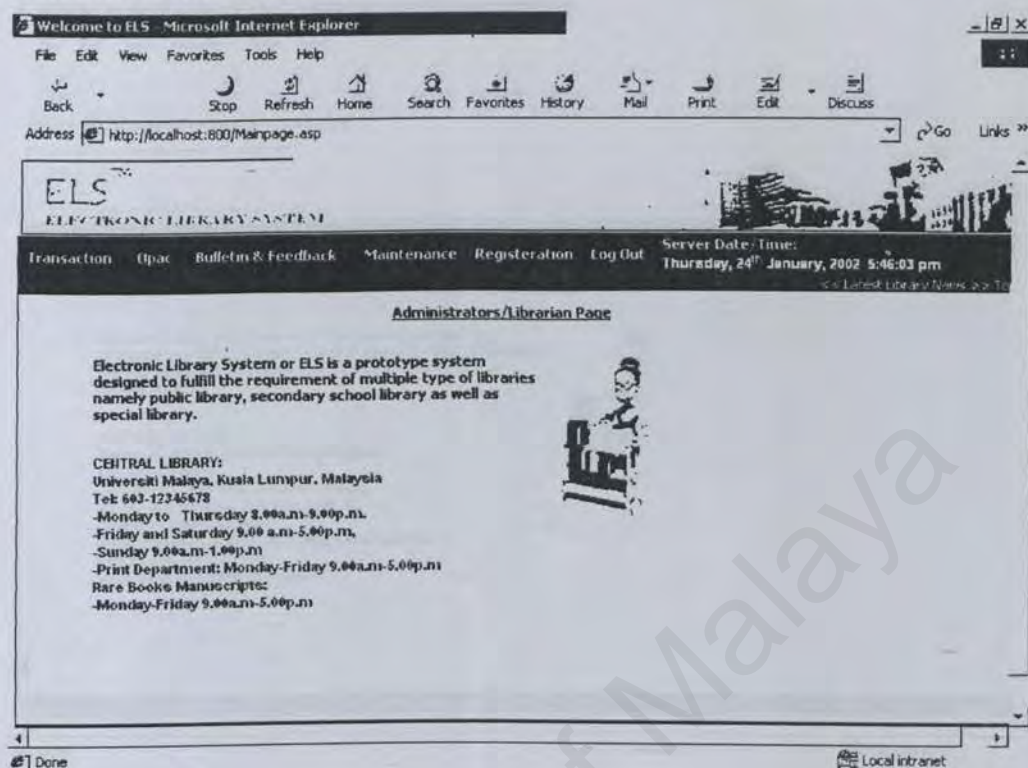 Welcome to ELS - Microsoft Internet Explorer
File Edit View Favorites Tools Help
Back Stop Refresh Home Search Favorites History Mail Print Edit Discuss
Address http://localhost:800/Mainpage.asp Go Links »
ELS™
ELECTRONIC LIBRARY SYSTEM
Transaction Opac Bulletin & Feedback Maintenance Registeration Log Out
Server Date/Time:
Thursday, 24th January, 2002 5:46:03 pm
<< Latest Library News >> To
Administrators/Librarian Page
Electronic Library System or ELS is a prototype system
designed to fulfill the requirement of multiple type of libraries
namely public library, secondary school library as well as
special library.
CENTRAL LIBRARY:
Universiti Malaya, Kuala Lumpur, Malaysia
Tel: 603-12345678
-Monday to Thursday 8.00a.m-9.00p.m.
-Friday and Saturday 9.00 a.m-5.00p.m,
-Sunday 9.00a.m-1.00p.m
-Print Department: Monday-Friday 9.00a.m-5.00p.m
Rare Books Manuscripts:
-Monday-Friday 9.00a.m-5.00p.m
of Malaya
Done Local intranet